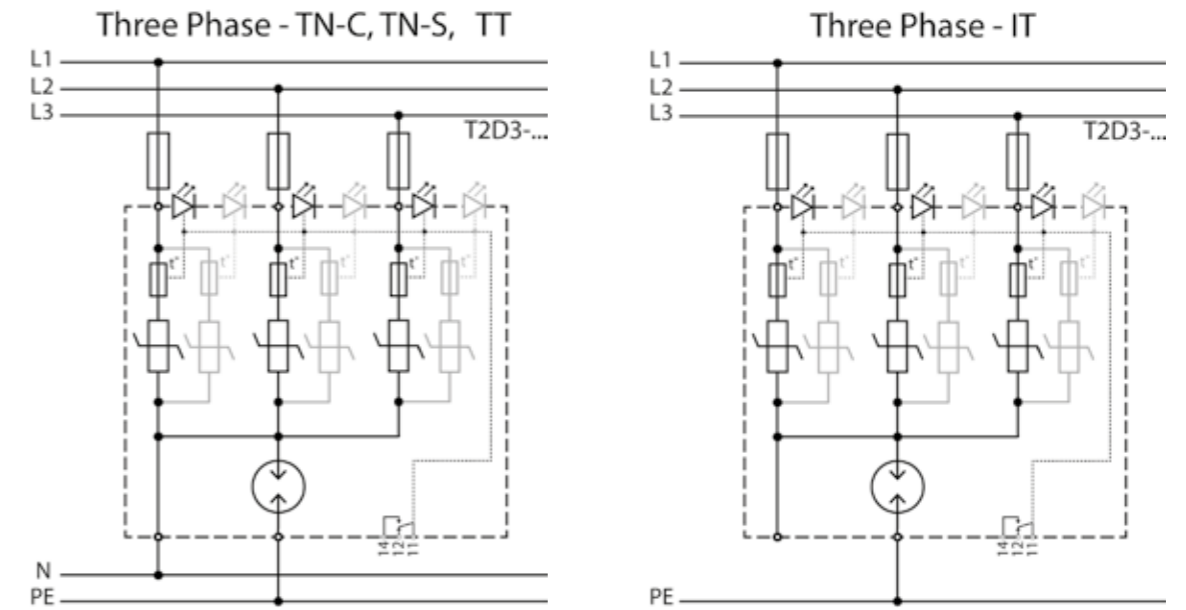 Three Phase - TN-C, TN-S, TT
L1
L2
L3
T2D3-...
t°
t°
t°
t°
t°
t°
14
12
11
N
PE
Three Phase - IT
L1
L2
L3
T2D3-...
t°
t°
t°
t°
t°
t°
14
12
11
PE